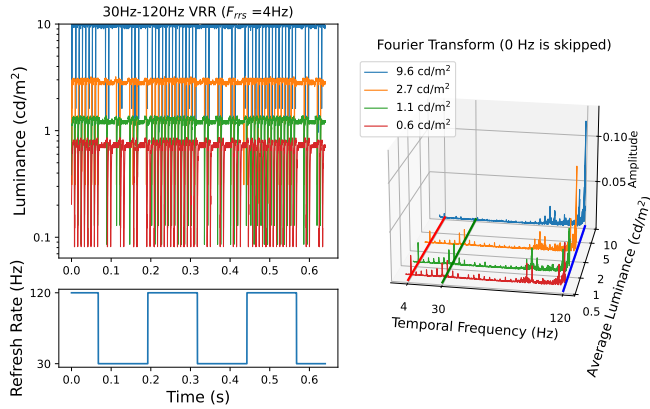 30Hz-120Hz VRR (F_rrs =4Hz)
Luminance (cd/m²)
10
1
0.1
0.0 0.1 0.2 0.3 0.4 0.5 0.6
Refresh Rate (Hz)
120
30
0.0 0.1 0.2 0.3 0.4 0.5 0.6
Time (s)
Fourier Transform (0 Hz is skipped)
9.6 cd/m²
2.7 cd/m²
1.1 cd/m²
0.6 cd/m²
0.10
0.05
Amplitude
10
5
2
1
0.5
Average Luminance (cd/m²)
4 30 120
Temporal Frequency (Hz)